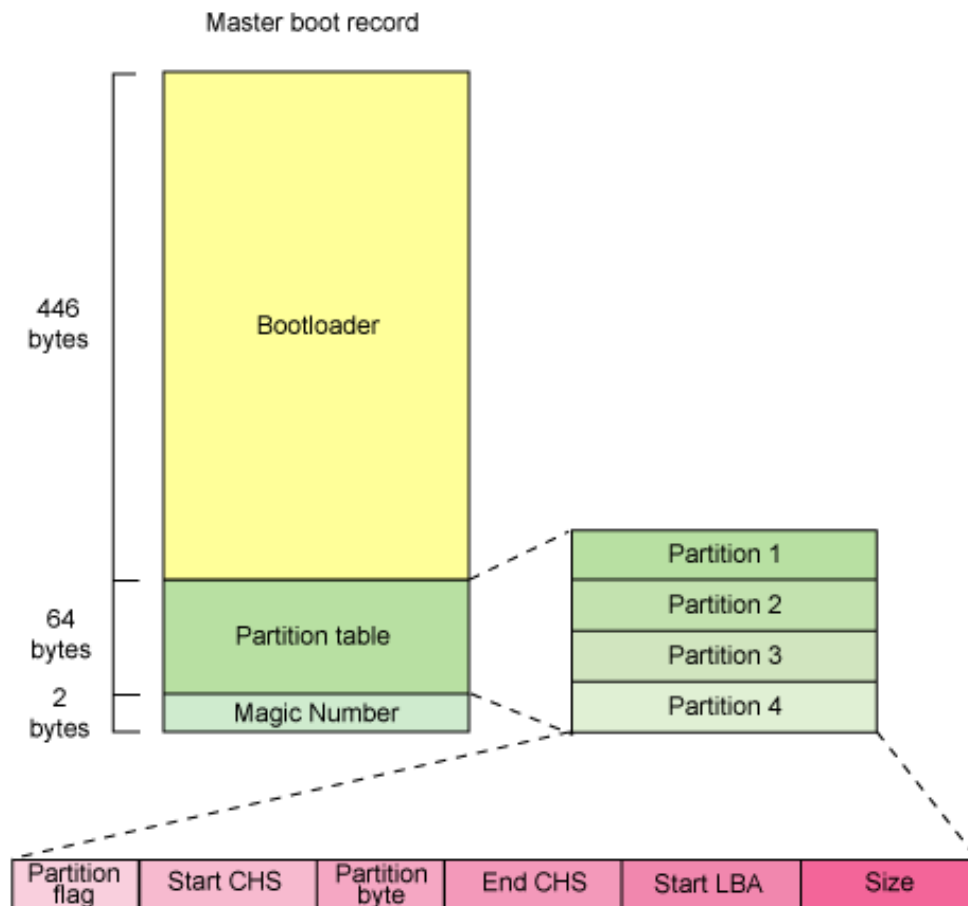 Master boot record
446
bytes
Bootloader
64
bytes
Partition table
2
bytes
Magic Number
Partition 1
Partition 2
Partition 3
Partition 4
Partition
flag
Start CHS
Partition
byte
End CHS
Start LBA
Size